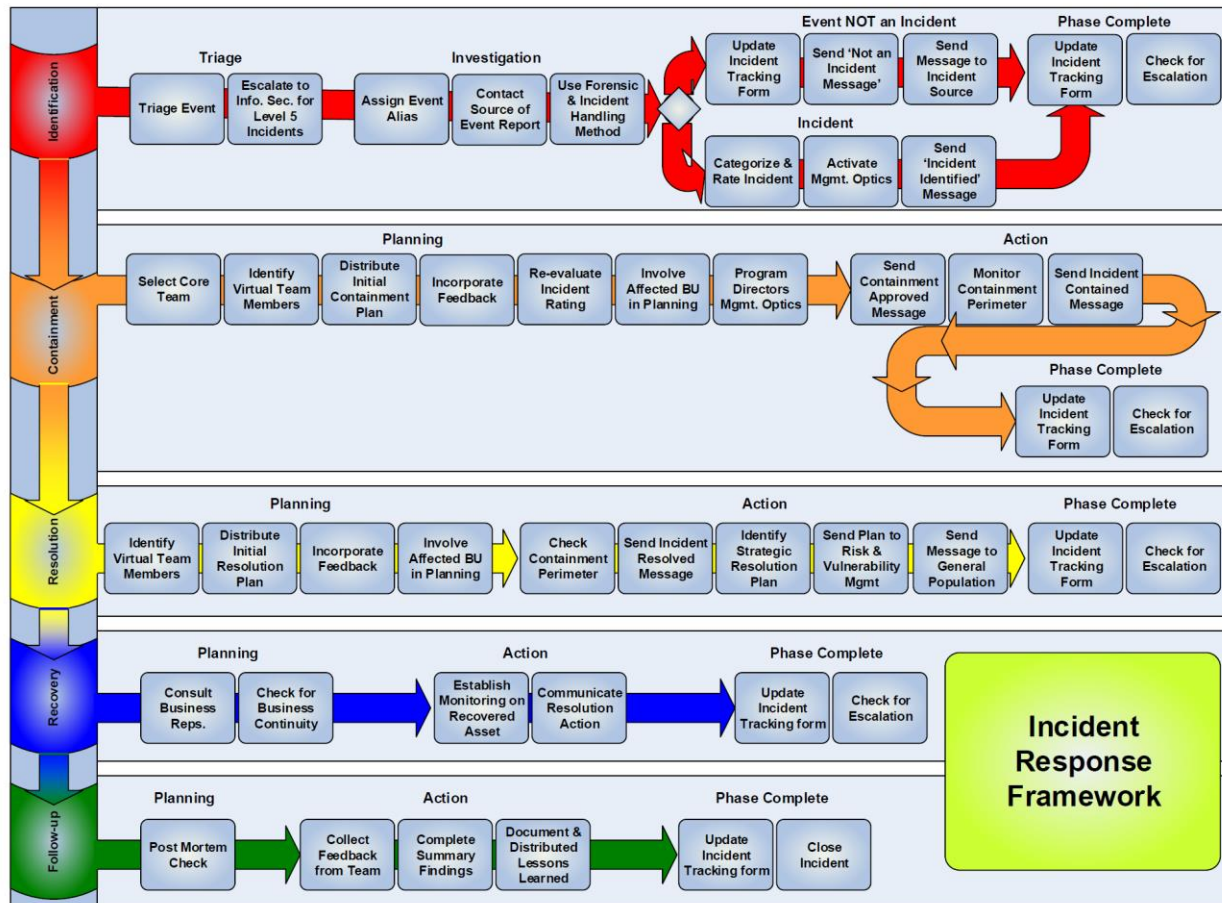 Identification
Triage
Triage Event
Escalate to
Info. Sec. for
Level 5
Incidents
Investigation
Assign Event
Alias
Contact
Source of
Event Report
Use Forensic
& Incident
Handling
Method
Event NOT an Incident
Update
Incident
Tracking
Form
Send ‘Not an
Incident
Message’
Send
Message to
Incident
Source
Incident
Categorize &
Rate Incident
Activate
Mgmt. Optics
Send
‘Incident
Identified’
Message
Phase Complete
Update
Incident
Tracking
Form
Check for
Escalation
Containment
Planning
Select Core
Team
Identify
Virtual Team
Members
Distribute
Initial
Containment
Plan
Incorporate
Feedback
Re-evaluate
Incident
Rating
Involve
Affected BU
in Planning
Program
Directors
Mgmt. Optics
Action
Send
Containment
Approved
Message
Monitor
Containment
Perimeter
Send Incident
Contained
Message
Phase Complete
Update
Incident
Tracking
Form
Check for
Escalation
Resolution
Planning
Identify
Virtual Team
Members
Distribute
Initial
Resolution
Plan
Incorporate
Feedback
Involve
Affected BU
in Planning
Action
Check
Containment
Perimeter
Send Incident
Resolved
Message
Identify
Strategic
Resolution
Plan
Send Plan to
Risk &
Vulnerability
Mgmt
Send
Message to
General
Population
Phase Complete
Update
Incident
Tracking
Form
Check for
Escalation
Recovery
Planning
Consult
Business
Reps.
Check for
Business
Continuity
Action
Establish
Monitoring on
Recovered
Asset
Communicate
Resolution
Action
Phase Complete
Update
Incident
Tracking form
Check for
Escalation
Follow-up
Planning
Post Mortem
Check
Action
Collect
Feedback
from Team
Complete
Summary
Findings
Document &
Distributed
Lessons
Learned
Phase Complete
Update
Incident
Tracking form
Close
Incident
Incident
Response
Framework